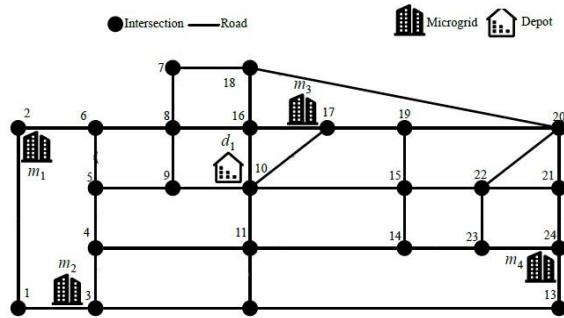 Intersection Road Microgrid Depot
7 18 m3
2 6 8 16 17 19 20
m1 d1
5 9 10 15 22 21
4 11 14 23 24
m2 m4
1 3 13